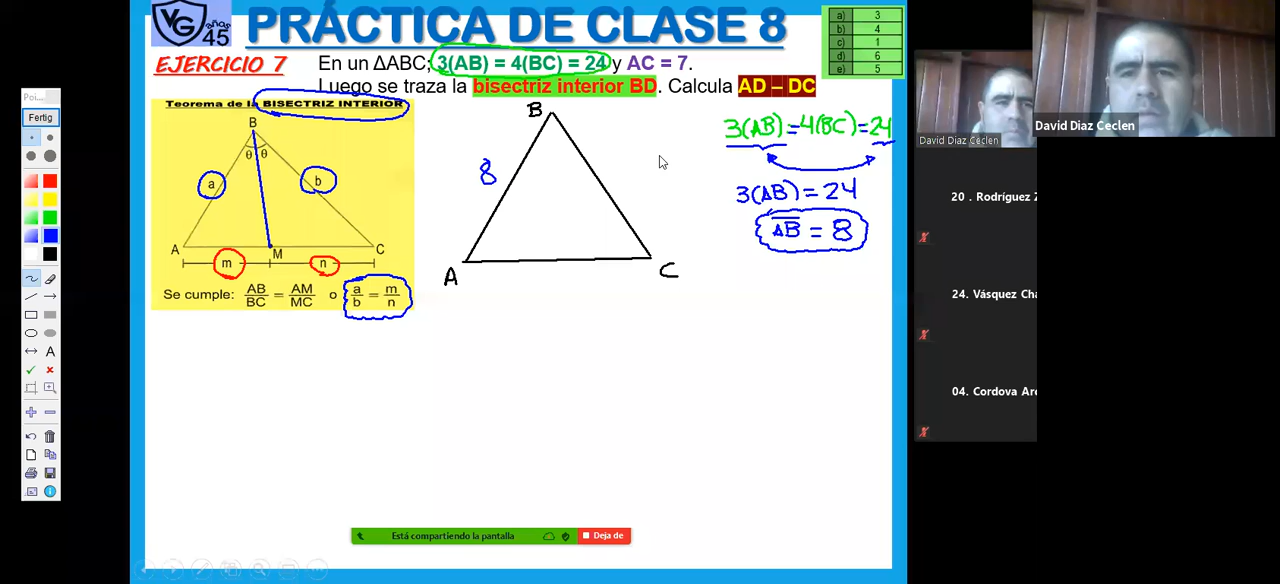 VG años 45
PRÁCTICA DE CLASE 8
a) 3
b) 4
c) 1
d) 6
e) 5
EJERCICIO 7
En un ΔABC; 3(AB) = 4(BC) = 24 y AC = 7.
Luego se traza la bisectriz interior BD. Calcula AD – DC
Teorema de la BISECTRIZ INTERIOR
B
θ θ
a
b
A
M
C
m
n
Se cumple: AB/BC = AM/MC o a/b = m/n
B
8
A
C
3(AB) = 4(BC) = 24
3(AB) = 24
AB = 8
Fertig
A
Está compartiendo la pantalla
Deja de
David Diaz Ceclen
David Diaz Ceclen
20 . Rodríguez
24. Vásquez Cha
04. Cordova Are